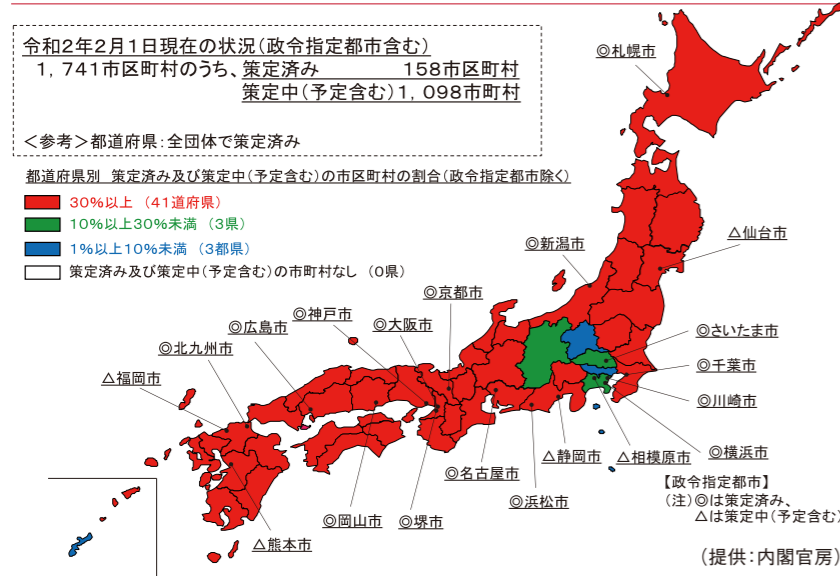 令和2年2月1日現在の状況(政令指定都市含む)
1,741市区町村のうち、策定済み 158市区町村
策定中(予定含む)1,098市町村
<参考>都道府県:全団体で策定済み
都道府県別 策定済み及び策定中(予定含む)の市区町村の割合(政令指定都市除く)
30%以上 (41道府県)
10%以上30%未満 (3県)
1%以上10%未満 (3都県)
策定済み及び策定中(予定含む)の市町村なし (0県)
◎札幌市
△仙台市
◎新潟市
◎京都市
◎神戸市
◎大阪市
◎広島市
◎北九州市
△福岡市
◎さいたま市
◎千葉市
◎川崎市
◎横浜市
△相模原市
△静岡市
◎名古屋市
◎浜松市
◎岡山市
◎堺市
△熊本市
【政令指定都市】
(注)◎は策定済み、
△は策定中(予定含む)
(提供:内閣官房)